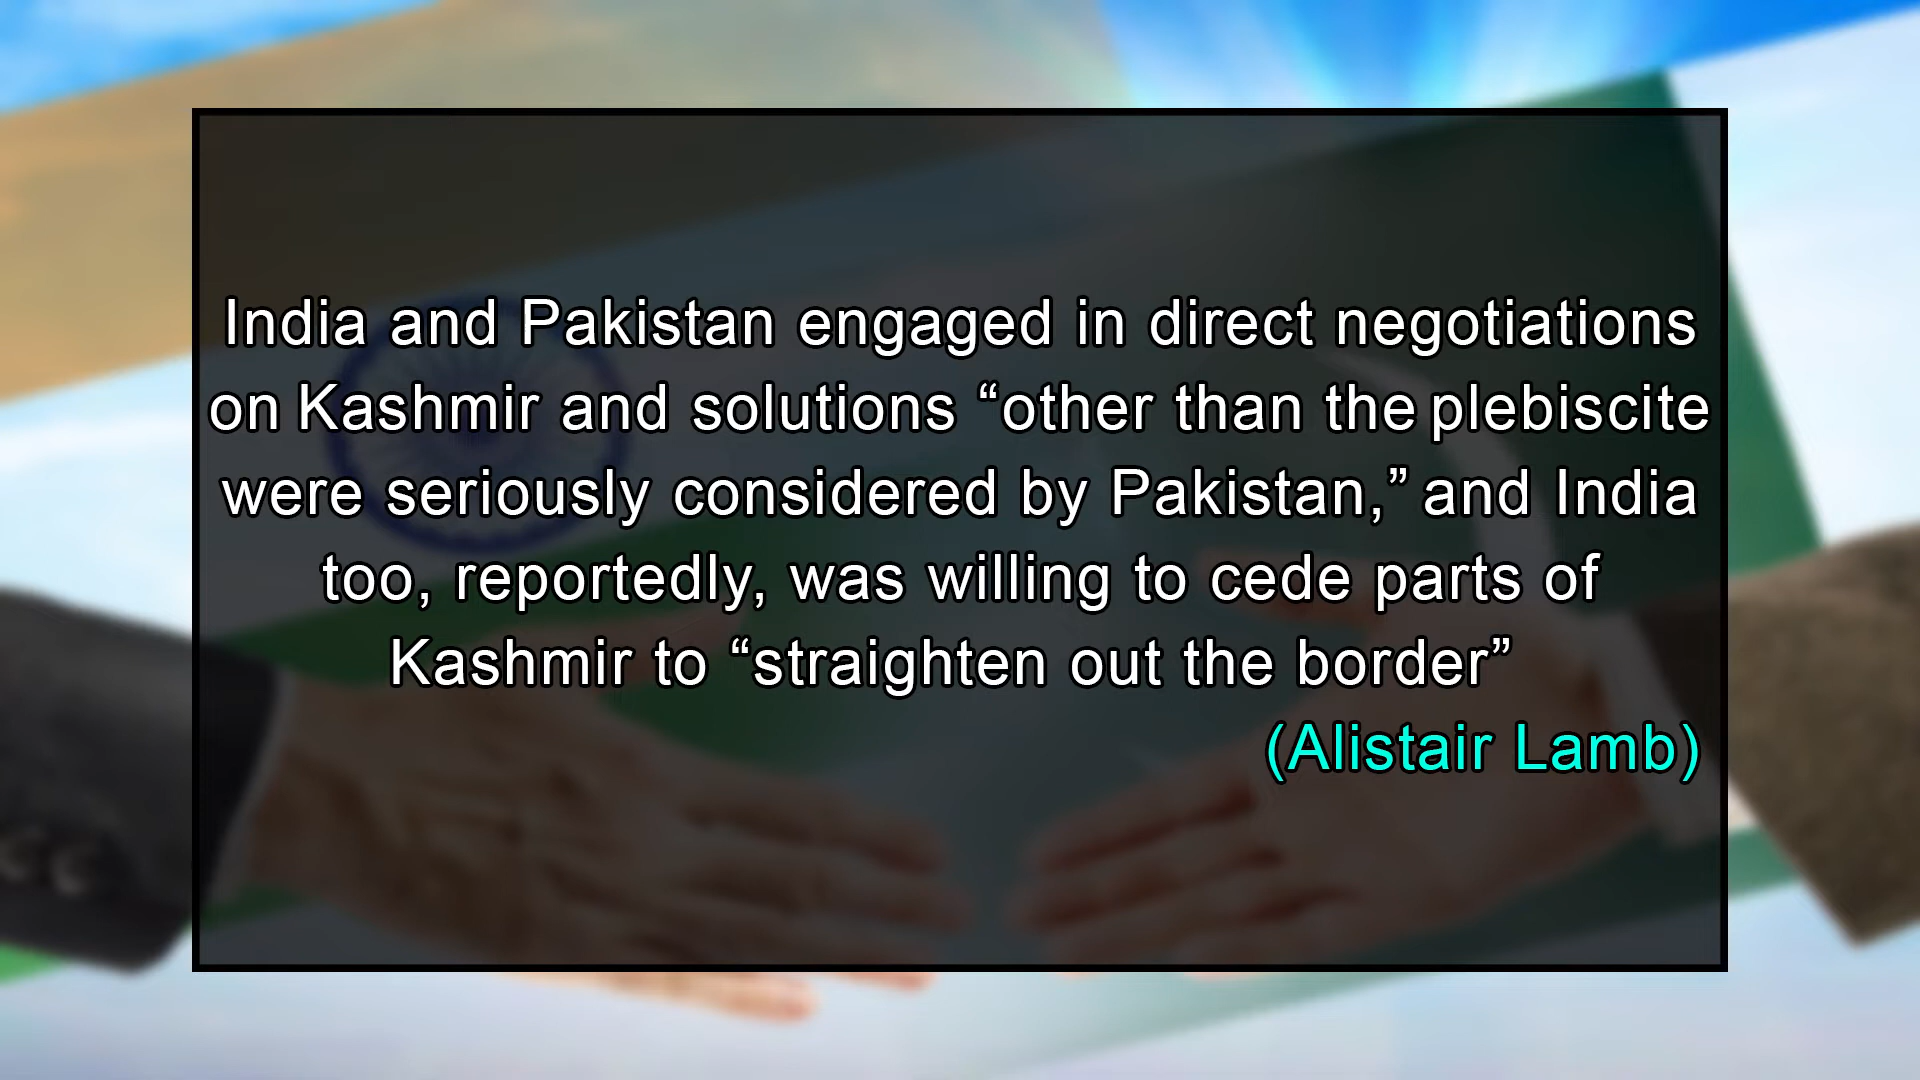 India and Pakistan engaged in direct negotiations
on Kashmir and solutions “other than the plebiscite
were seriously considered by Pakistan,” and India
too, reportedly, was willing to cede parts of
Kashmir to “straighten out the border”
(Alistair Lamb)